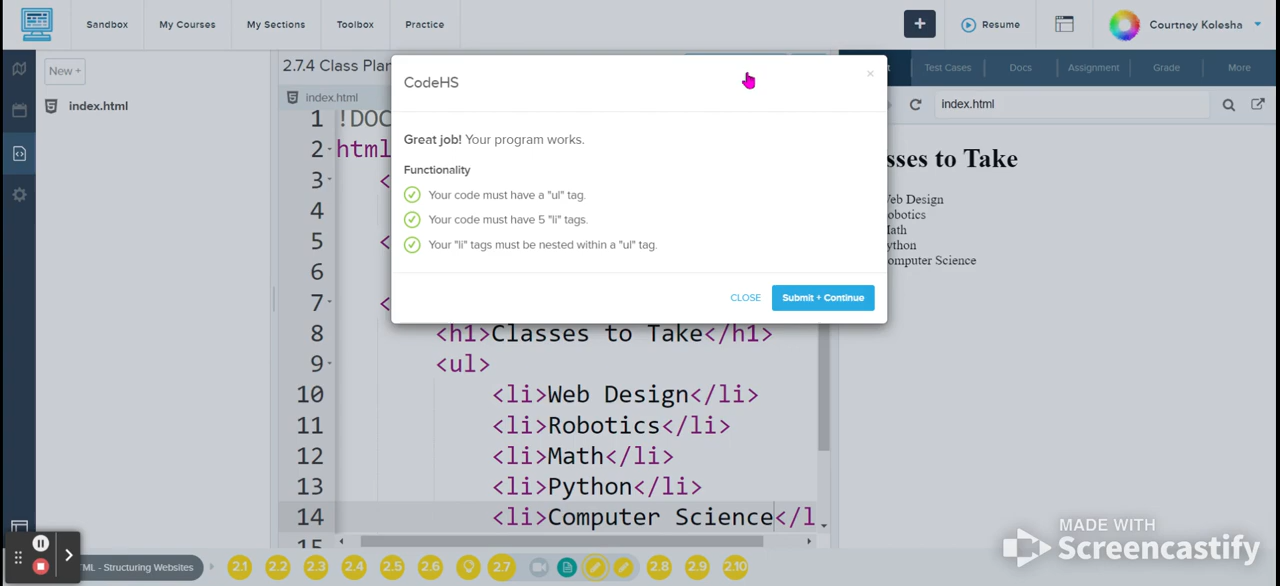 Sandbox
My Courses
My Sections
Toolbox
Practice
Resume
Courtney Kolesha
New +
index.html
2.7.4 Class Plan
Test Cases
Docs
Assignment
Grade
More
index.html
index.html
CodeHS
Great job! Your program works.
Functionality
Your code must have a "ul" tag.
Your code must have 5 "li" tags.
Your "li" tags must be nested within a "ul" tag.
CLOSE
Submit + Continue
1 !DOC
2 html
3 <
4
5 <
6
7 <
8 <h1>Classes to Take</h1>
9 <ul>
10 <li>Web Design</li>
11 <li>Robotics</li>
12 <li>Math</li>
13 <li>Python</li>
14 <li>Computer Science</l
15
sses to Take
eb Design
obotics
ath
ython
omputer Science
HTML - Structuring Websites
2.1
2.2
2.3
2.4
2.5
2.6
2.7
2.8
2.9
2.10
MADE WITH
Screencastify